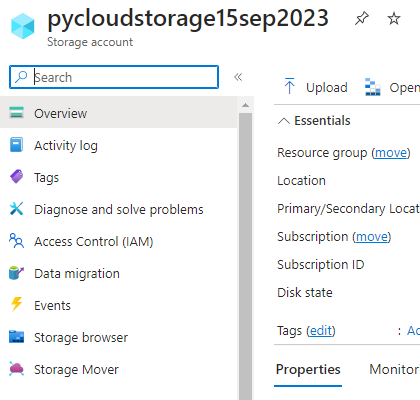 pycloudstorage15sep2023
Storage account
Search
Overview
Activity log
Tags
Diagnose and solve problems
Access Control (IAM)
Data migration
Events
Storage browser
Storage Mover
Upload
Open
Essentials
Resource group (move)
Location
Primary/Secondary Locat
Subscription (move)
Subscription ID
Disk state
Tags (edit) : Ac
Properties Monitor